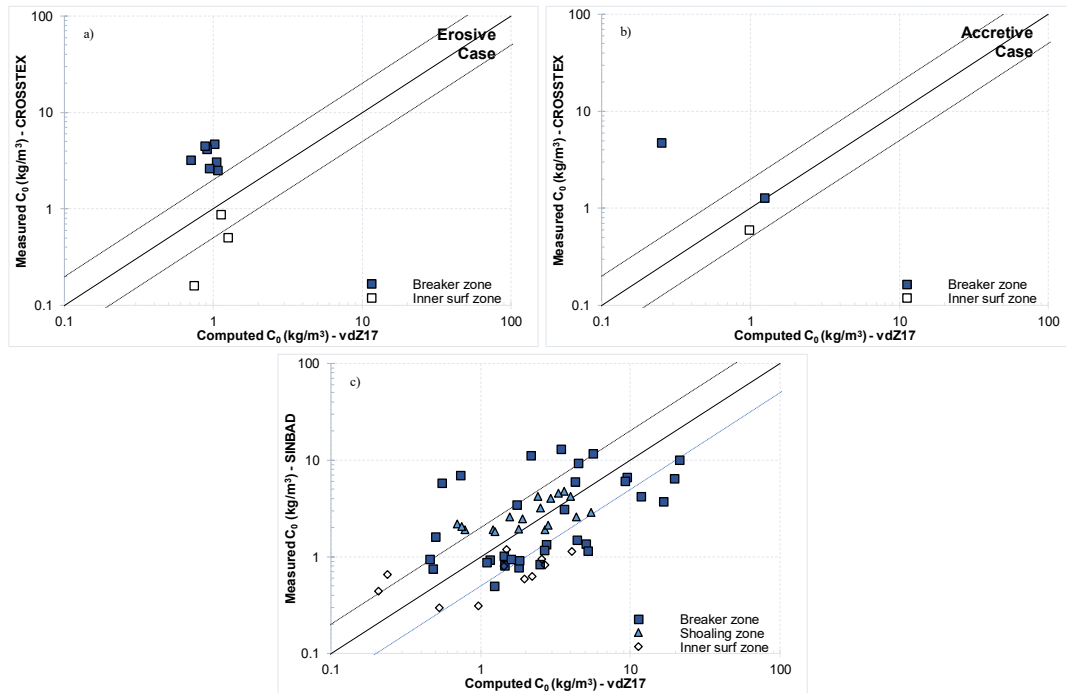 a)
Erosive
Case
100
10
1
0.1
Measured C₀ (kg/m³) - CROSSTEX
Breaker zone
Inner surf zone
0.1 1 10 100
Computed C₀ (kg/m³) - vdZ17
b)
Accretive
Case
100
10
1
0.1
Measured C₀ (kg/m³) - CROSSTEX
Breaker zone
Inner surf zone
0.1 1 10 100
Computed C₀ (kg/m³) - vdZ17
c)
100
10
1
0.1
Measured C₀ (kg/m³) - SINBAD
Breaker zone
Shoaling zone
Inner surf zone
0.1 1 10 100
Computed C₀ (kg/m³) - vdZ17